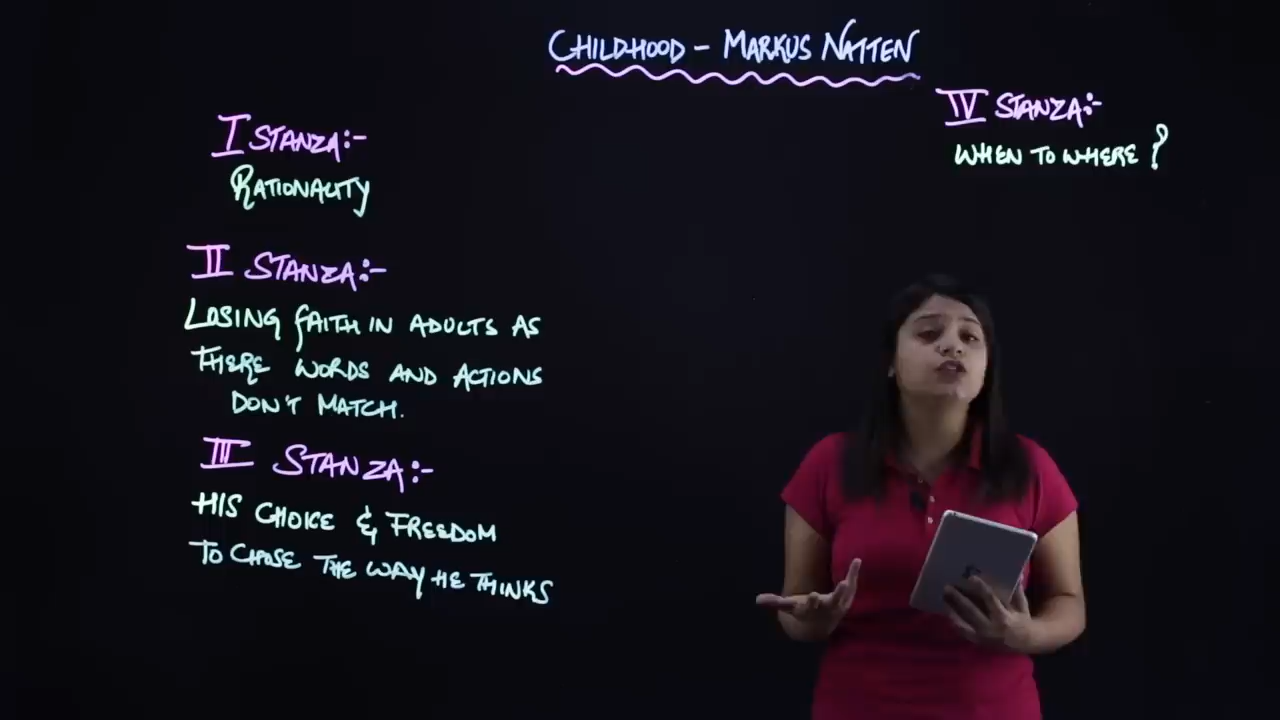 CHILDHOOD - MARKUS NATTEN
I STANZA:-
RATIONALITY
II STANZA:-
LOSING FAITH IN ADULTS AS
THERE WORDS AND ACTIONS
DON'T MATCH.
III STANZA:-
HIS CHOICE & FREEDOM
TO CHOSE THE WAY HE THINKS
IV STANZA:-
WHEN TO WHERE?